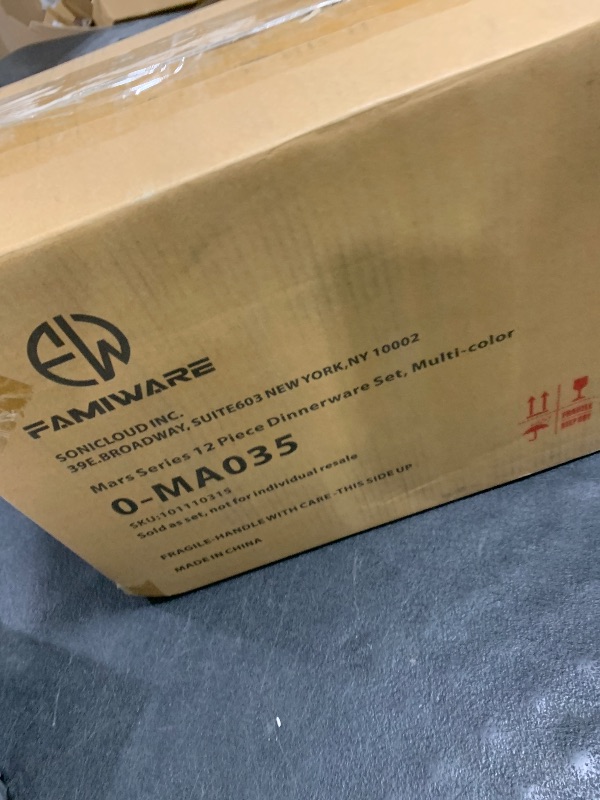 EW
FAMIWARE
SONICLOUD INC.
39E.BROADWAY, SUITE603 NEW YORK,NY 10002
Mars Series 12 Piece Dinnerware Set, Multi-color
0-MA035
SKU:101110315
Sold as set, not for individual resale
FRAGILE-HANDLE WITH CARE -THIS SIDE UP
MADE IN CHINA